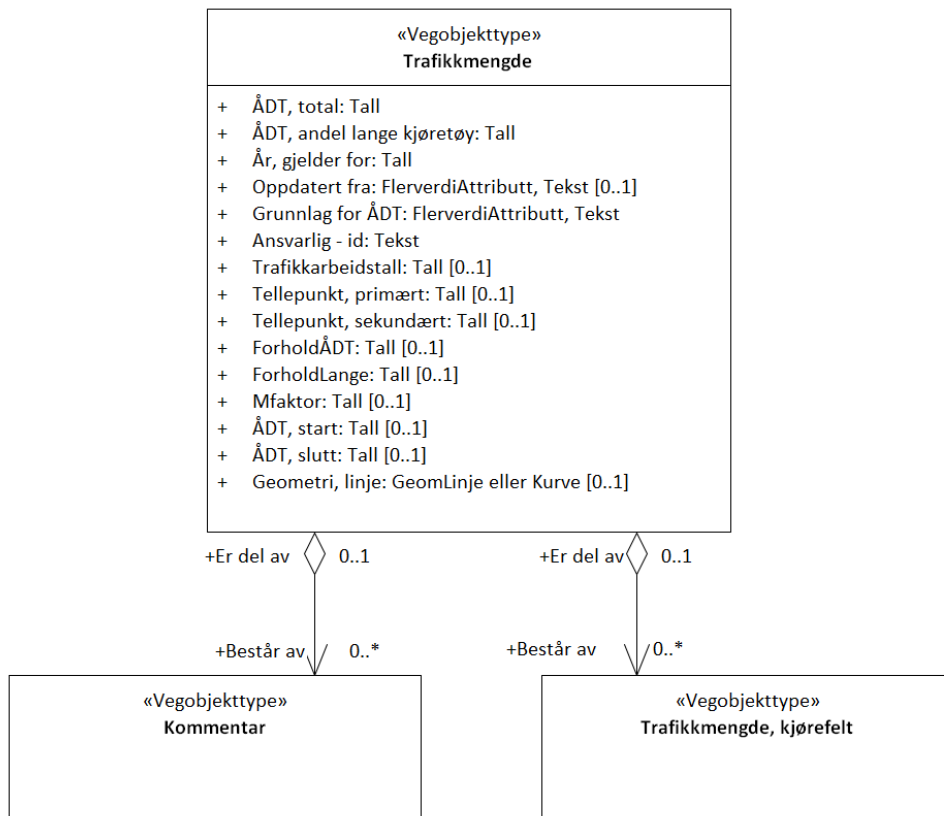 «Vegobjekttype»
Trafikkmengde
+ ÅDT, total: Tall
+ ÅDT, andel lange kjøretøy: Tall
+ År, gjelder for: Tall
+ Oppdatert fra: FlerverdiAttributt, Tekst [0..1]
+ Grunnlag for ÅDT: FlerverdiAttributt, Tekst
+ Ansvarlig - id: Tekst
+ Trafikkarbeidstall: Tall [0..1]
+ Tellepunkt, primært: Tall [0..1]
+ Tellepunkt, sekundært: Tall [0..1]
+ ForholdÅDT: Tall [0..1]
+ ForholdLange: Tall [0..1]
+ Mfaktor: Tall [0..1]
+ ÅDT, start: Tall [0..1]
+ ÅDT, slutt: Tall [0..1]
+ Geometri, linje: GeomLinje eller Kurve [0..1]
+Er del av 0..1 +Er del av 0..1
+Består av 0..* +Består av 0..*
«Vegobjekttype»
Kommentar
«Vegobjekttype»
Trafikkmengde, kjørefelt